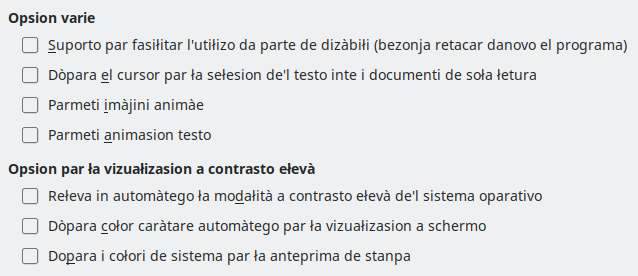 Opsion varie
Suporto par fasiłitar l'utiłizo da parte de dizàbiłi (bezonja retacar danovo el programa)
Dòpara el cursor par ła sełesion de'l testo inte i documenti de soła łetura
Parmeti imàjini animàe
Parmeti animasion testo
Opsion par ła vizuałizasion a contrasto ełevà
Rełeva in automàtego ła modałità a contrasto ełevà de'l sistema oparativo
Dòpara cołor caràtare automàtego par ła vizuałizasion a schermo
Dopara i cołori de sistema par ła anteprima de stanpa